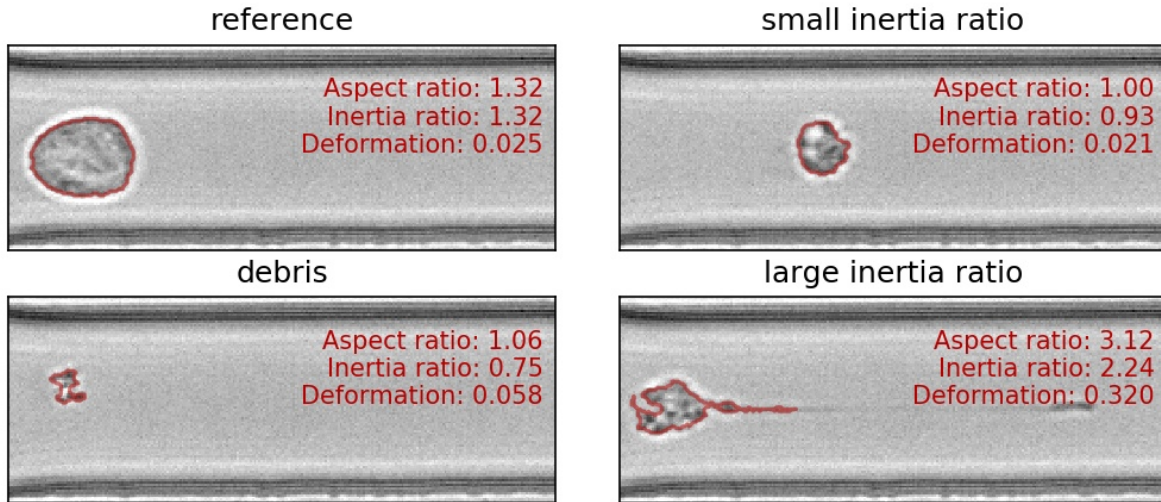 reference
Aspect ratio: 1.32
Inertia ratio: 1.32
Deformation: 0.025
small inertia ratio
Aspect ratio: 1.00
Inertia ratio: 0.93
Deformation: 0.021
debris
Aspect ratio: 1.06
Inertia ratio: 0.75
Deformation: 0.058
large inertia ratio
Aspect ratio: 3.12
Inertia ratio: 2.24
Deformation: 0.320